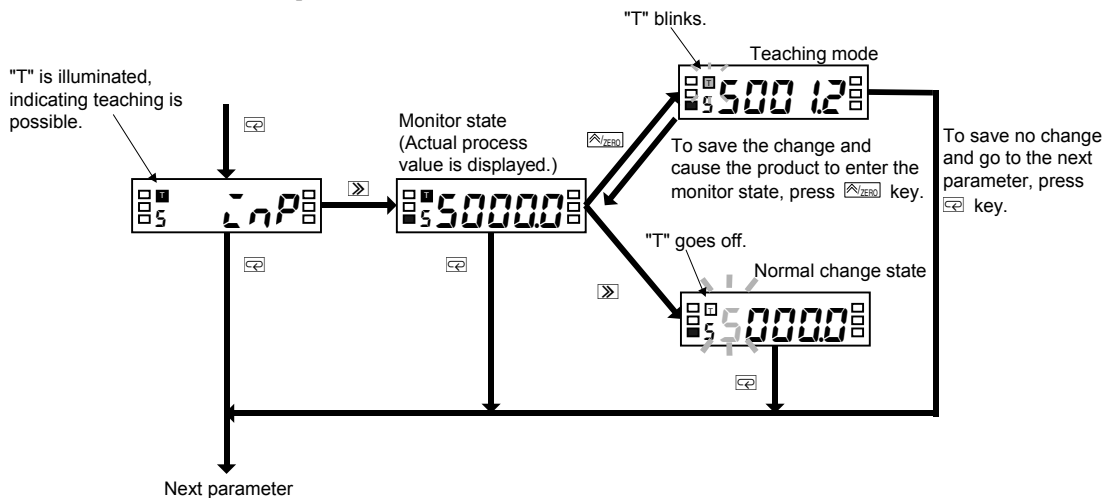 "T" blinks.
Teaching mode
"T" is illuminated,
indicating teaching is
possible.
T
S 5001.2
Monitor state
(Actual process
value is displayed.)
/ZERO
To save the change and
cause the product to enter the
monitor state, press /ZERO key.
To save no change
and go to the next
parameter, press
key.
T
S inP
T
S 5000.0
"T" goes off.
Normal change state
T
S 5000.0
Next parameter